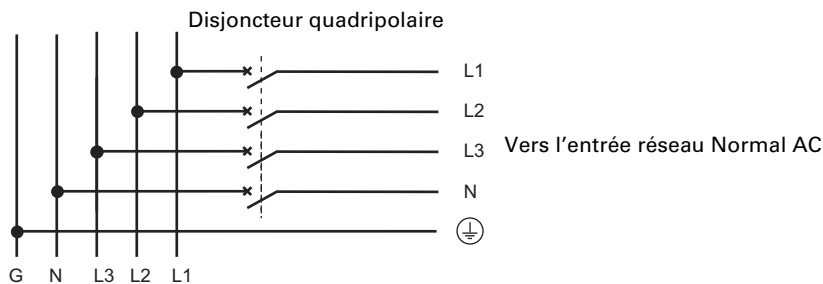 Disjoncteur quadripolaire
L1
L2
L3
Vers l'entrée réseau Normal AC
N
G N L3 L2 L1